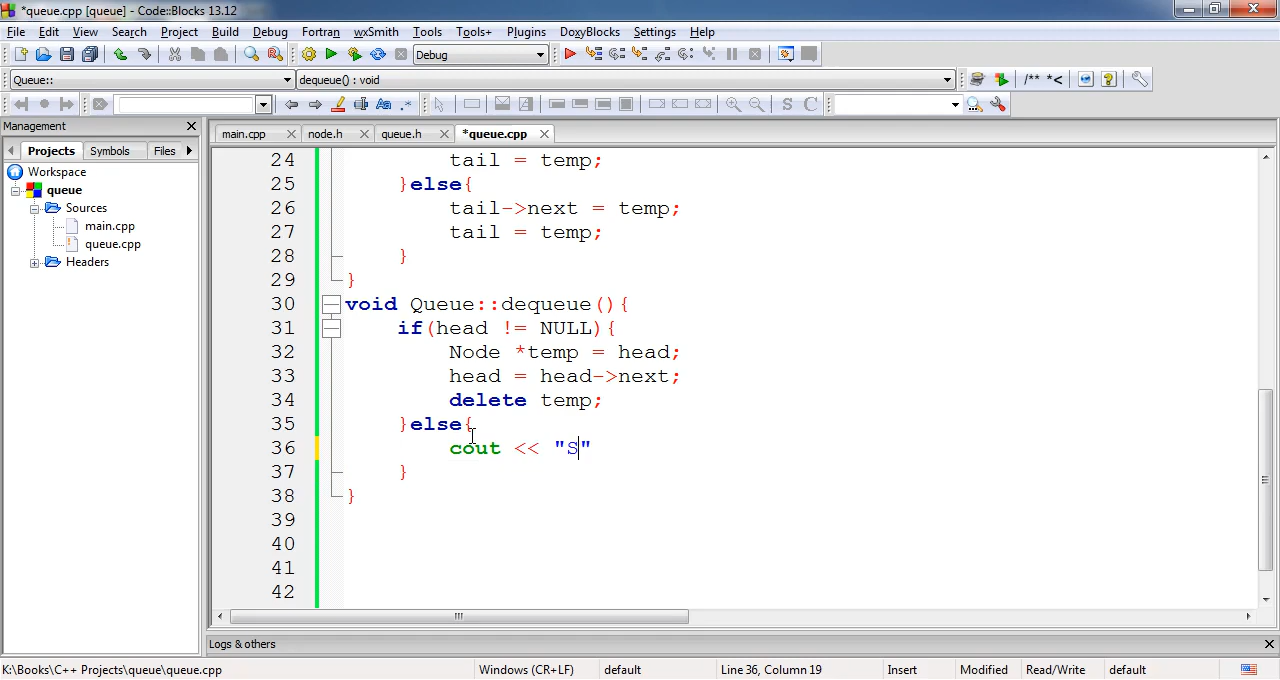 *queue.cpp [queue] - Code::Blocks 13.12
File Edit View Search Project Build Debug Fortran wxSmith Tools Tools+ Plugins DoxyBlocks Settings Help
Debug
Queue:: dequeue() : void /** *<
S C
Management
main.cpp node.h queue.h *queue.cpp
Projects Symbols Files
Workspace
queue
Sources
main.cpp
queue.cpp
Headers
24 tail = temp;
25 }else{
26 tail->next = temp;
27 tail = temp;
28 }
29 }
30 void Queue::dequeue(){
31 if(head != NULL){
32 Node *temp = head;
33 head = head->next;
34 delete temp;
35 }else{
36 cout << "S"
37 }
38 }
39
40
41
42
Logs & others
K:\Books\C++ Projects\queue\queue.cpp Windows (CR+LF) default Line 36, Column 19 Insert Modified Read/Write default